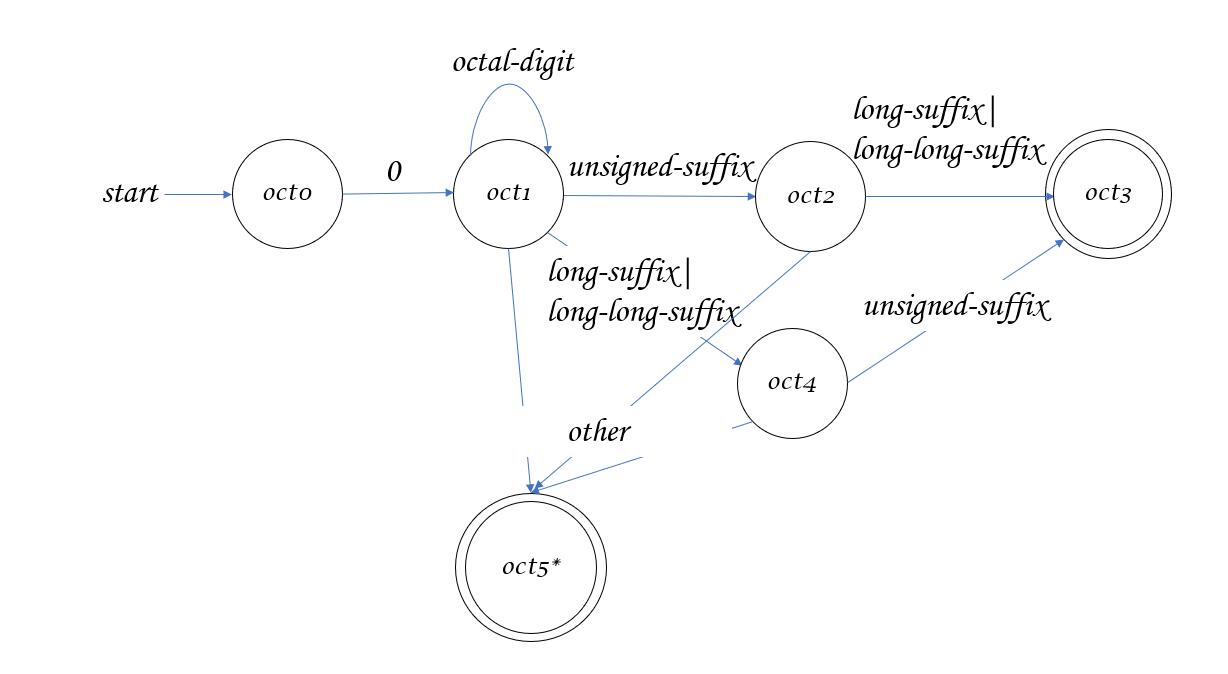 octal-digit
long-suffix|
long-long-suffix
start
0
unsigned-suffix
oct0
oct1
oct2
oct3
long-suffix|
long-long-suffix
unsigned-suffix
oct4
other
oct5*